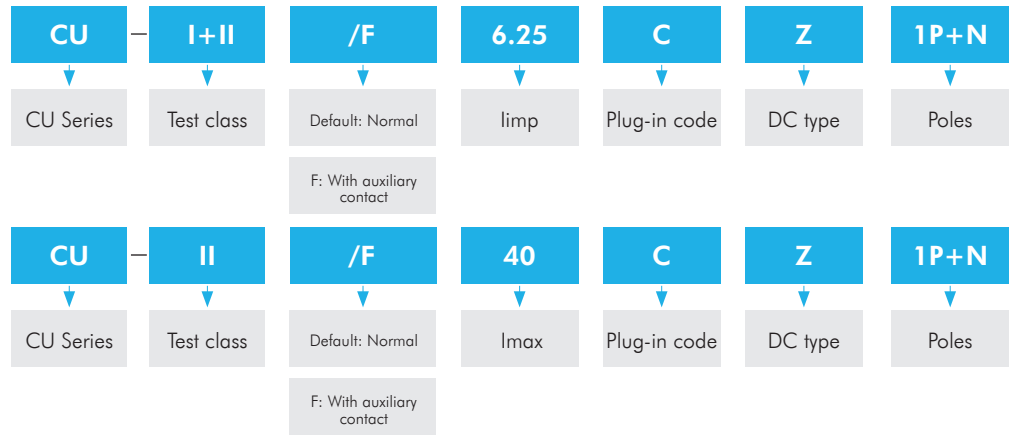 CU – I+II /F 6.25 C Z 1P+N
CU Series Test class Default: Normal Iimp Plug-in code DC type Poles
F: With auxiliary
contact
CU – II /F 40 C Z 1P+N
CU Series Test class Default: Normal Imax Plug-in code DC type Poles
F: With auxiliary
contact